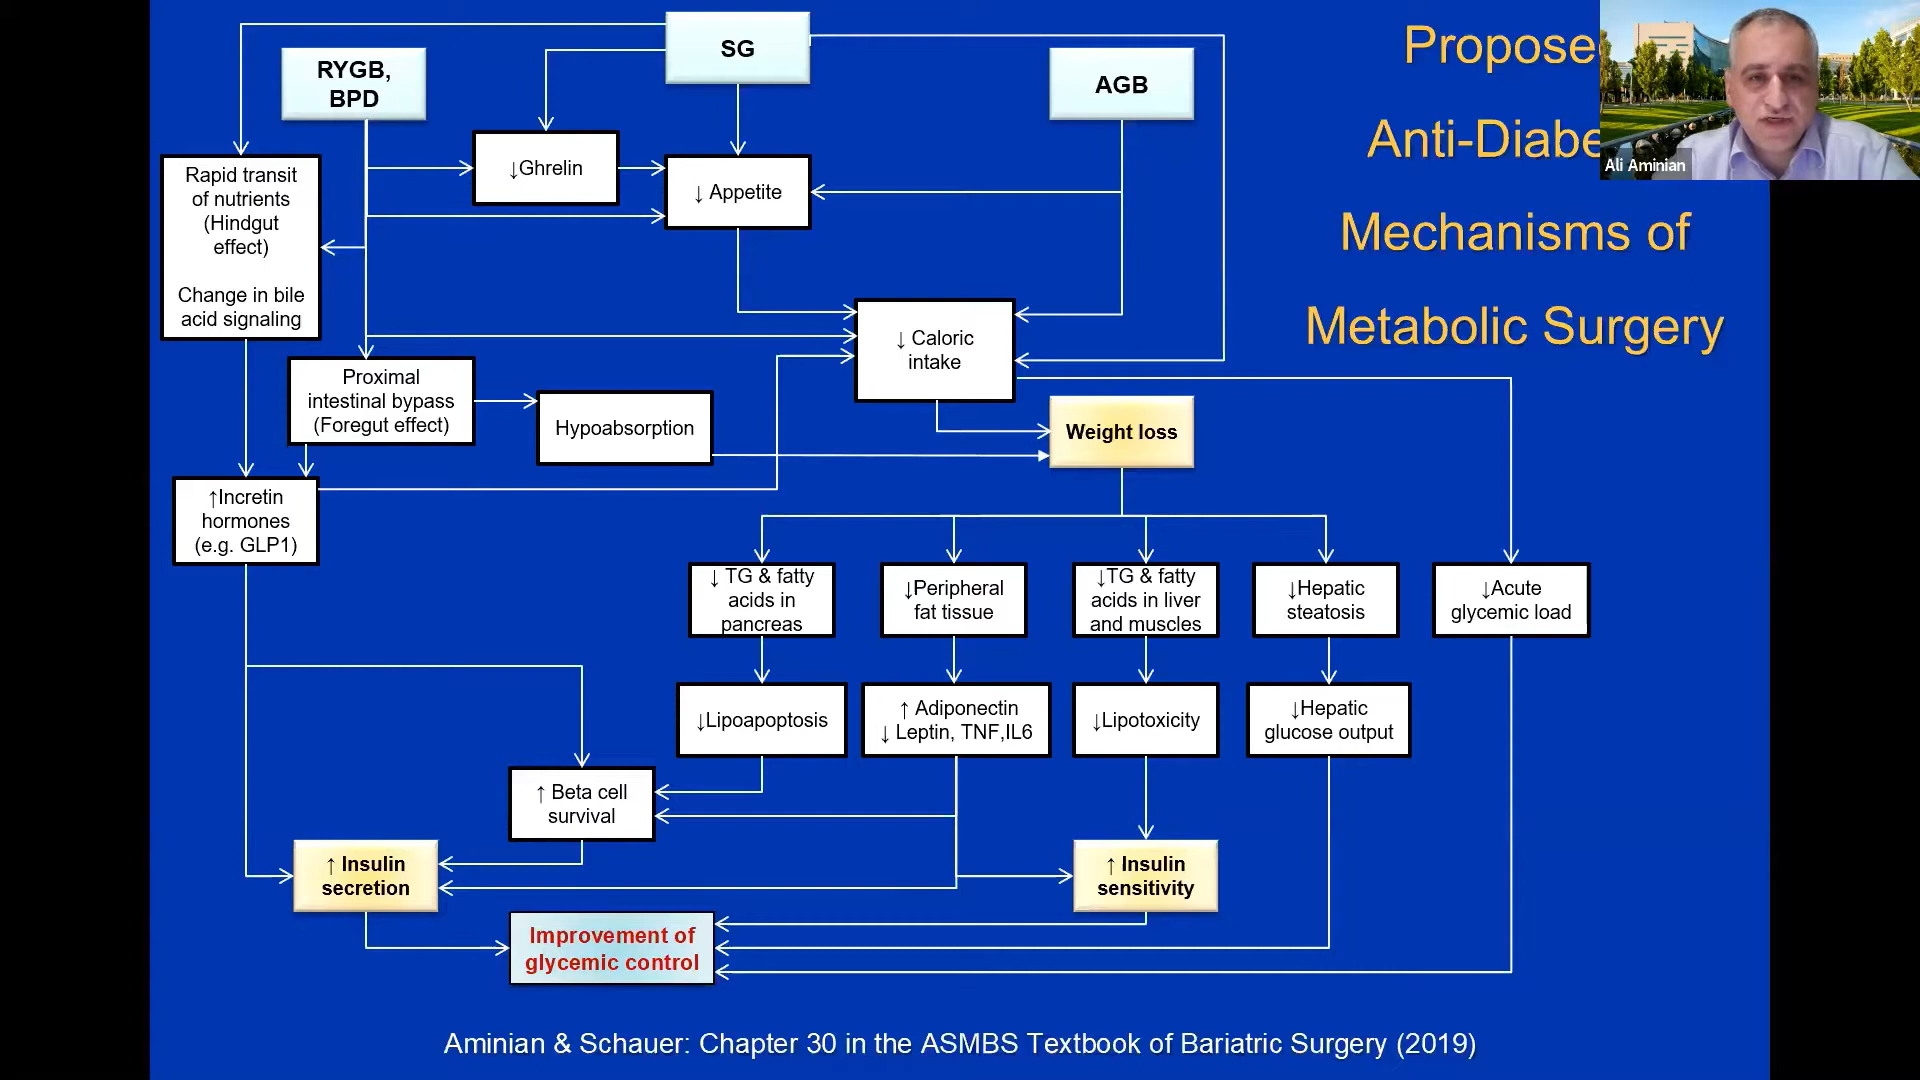 Propose
Anti-Diabe
Mechanisms of
Metabolic Surgery
Ali Aminian
SG
RYGB,
BPD
AGB
↓Ghrelin
↓ Appetite
Rapid transit
of nutrients
(Hindgut
effect)
Change in bile
acid signaling
↓ Caloric
intake
Proximal
intestinal bypass
(Foregut effect)
Hypoabsorption
Weight loss
↑Incretin
hormones
(e.g. GLP1)
↓ TG & fatty
acids in
pancreas
↓Peripheral
fat tissue
↓TG & fatty
acids in liver
and muscles
↓Hepatic
steatosis
↓Acute
glycemic load
↓Lipoapoptosis
↑ Adiponectin
↓ Leptin, TNF,IL6
↓Lipotoxicity
↓Hepatic
glucose output
↑ Beta cell
survival
↑ Insulin
secretion
↑ Insulin
sensitivity
Improvement of
glycemic control
Aminian & Schauer: Chapter 30 in the ASMBS Textbook of Bariatric Surgery (2019)